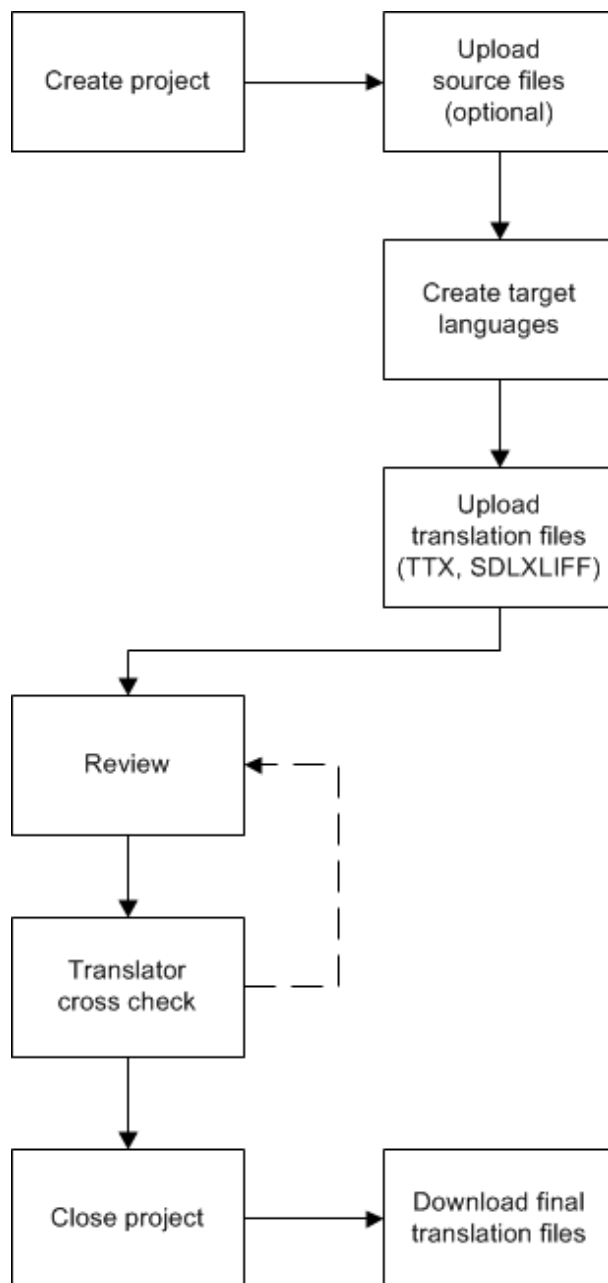 Create project
Upload
source files
(optional)
Create target
languages
Upload
translation files
(TTX, SDLXLIFF)
Review
Translator
cross check
Close project
Download final
translation files